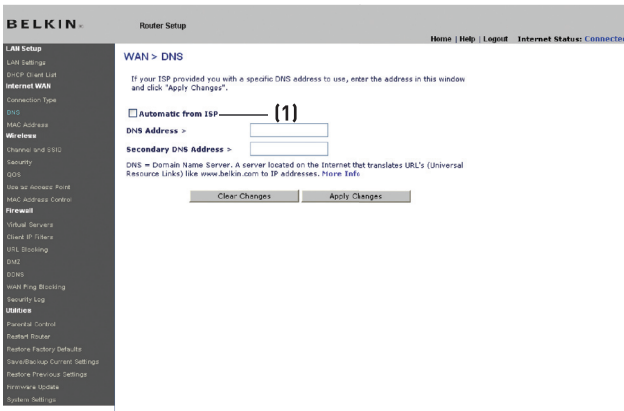 BELKIN®
Router Setup
Home | Help | Logout Internet Status: Connected
LAN Setup
LAN Settings
DHCP Client List
Internet WAN
Connection Type
DNS
MAC Address
Wireless
Channel and SSID
Security
QOS
Use as Access Point
MAC Address Control
Firewall
Virtual Servers
Client IP Filters
URL Blocking
DMZ
DDNS
WAN Ping Blocking
Security Log
Utilities
Parental Control
Restart Router
Restore Factory Defaults
Save/Backup Current Settings
Restore Previous Settings
Firmware Update
System Settings
WAN > DNS
If your ISP provided you with a specific DNS address to use, enter the address in this window
and click "Apply Changes".
Automatic from ISP (1)
DNS Address >
Secondary DNS Address >
DNS = Domain Name Server. A server located on the Internet that translates URL's (Universal
Resource Links) like www.belkin.com to IP addresses. More Info
Clear Changes Apply Changes